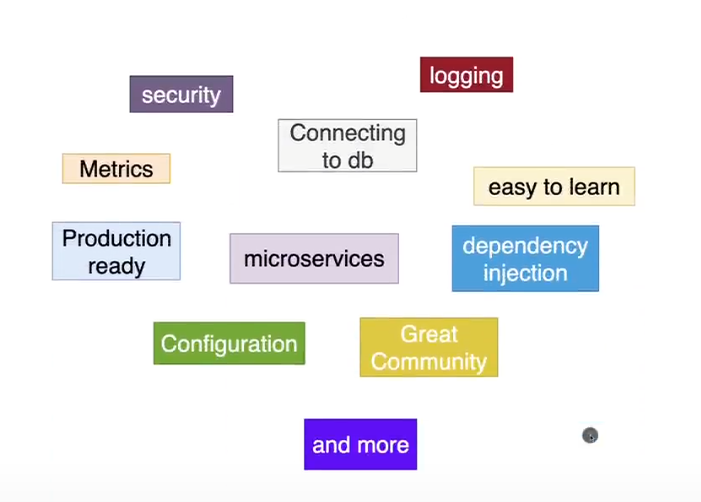 logging
security
Connecting
to db
Metrics
easy to learn
Production
ready
microservices
dependency
injection
Configuration
Great
Community
and more